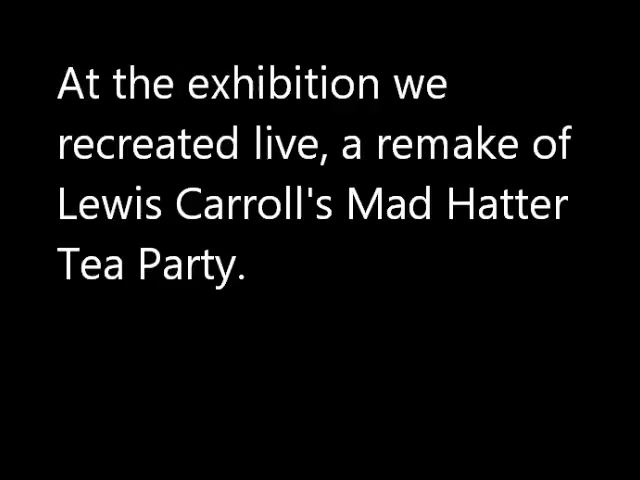 At the exhibition we
recreated live, a remake of
Lewis Carroll's Mad Hatter
Tea Party.